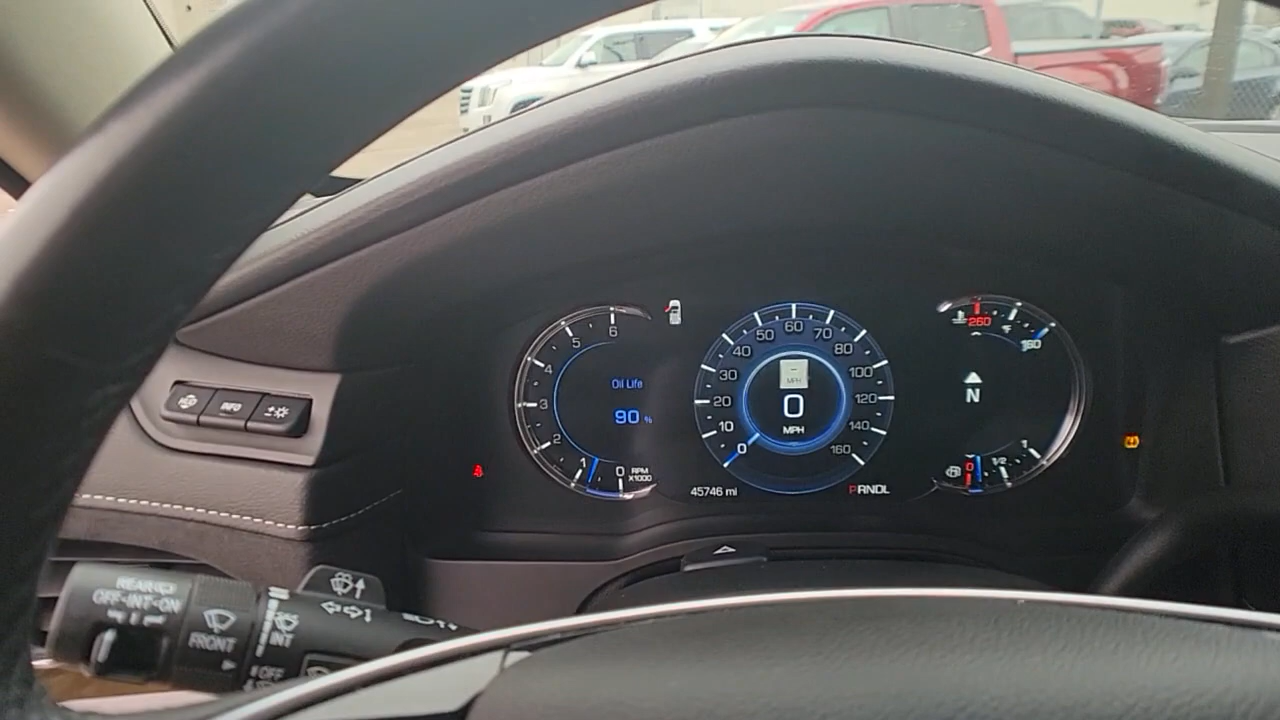 6
5
4
3
2
1
0
RPM
X1000
Oil Life
90 %
0
10
20
30
40
50
60
70
80
100
120
140
160
–
MPH
0
MPH
45746 mi
PRNDL
260
°F
160
N
0
1/2
1
INFO
REAR
OFF-INT-ON
FRONT
INT
OFF